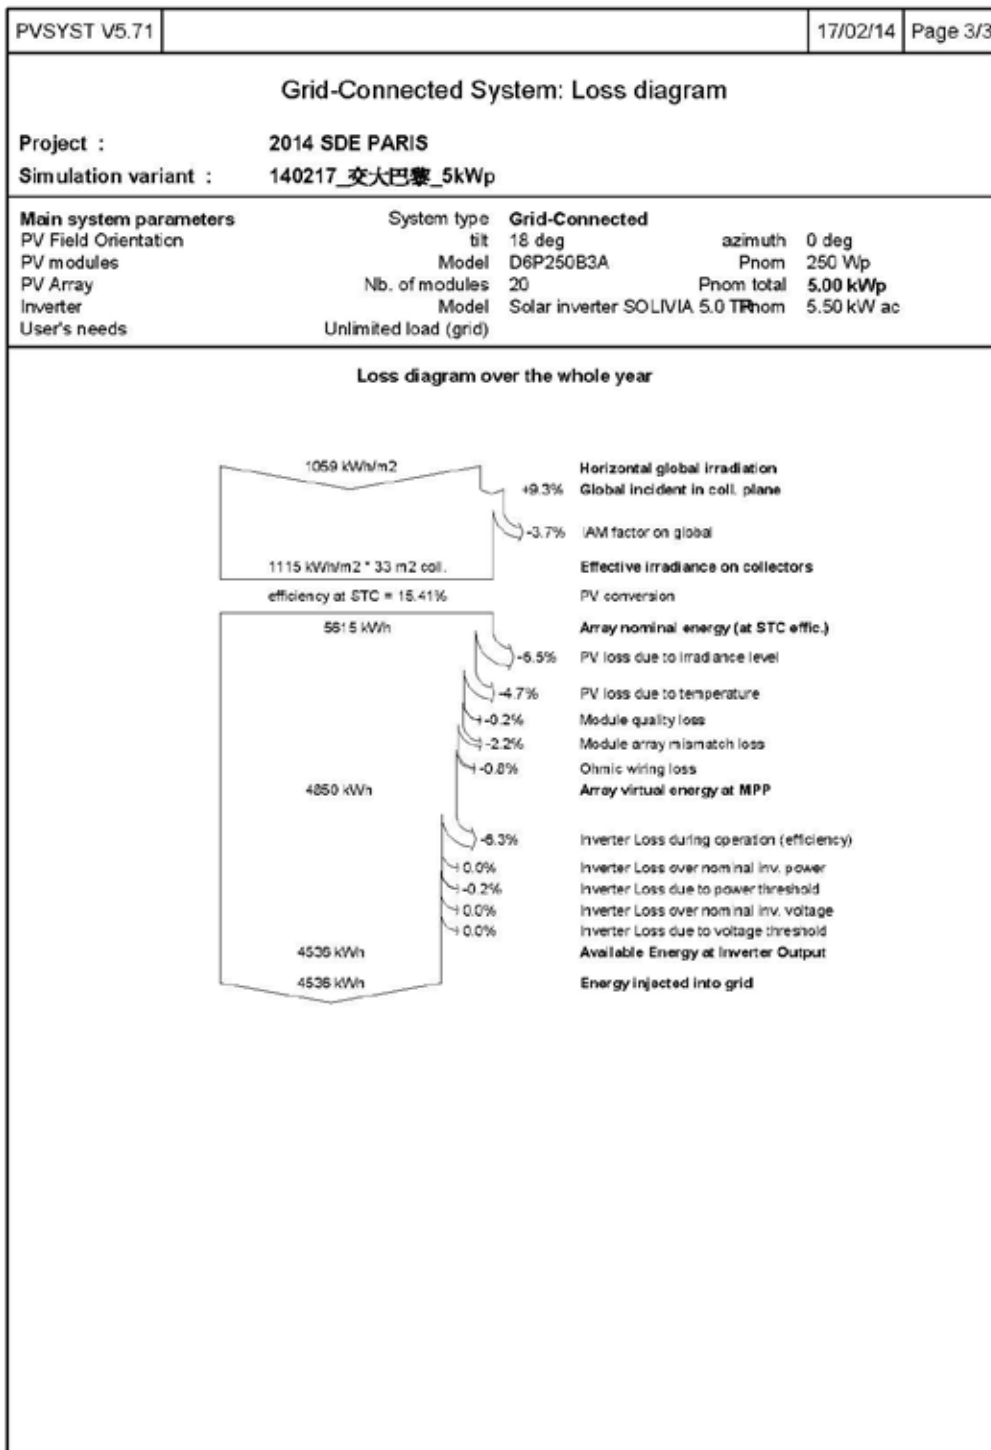 PVSYST V5.71 17/02/14 Page 3/3
Grid-Connected System: Loss diagram
Project : 2014 SDE PARIS
Simulation variant : 140217_交大巴黎_5kWp
Main system parameters System type Grid-Connected
PV Field Orientation tilt 18 deg azimuth 0 deg
PV modules Model D6P250B3A Pnom 250 Wp
PV Array Nb. of modules 20 Pnom total 5.00 kWp
Inverter Model Solar inverter SOLIVIA 5.0 TR Pnom 5.50 kW ac
User's needs Unlimited load (grid)
Loss diagram over the whole year
1059 kWh/m2 Horizontal global irradiation
+9.3% Global incident in coll. plane
-3.7% IAM factor on global
1115 kWh/m2 * 33 m2 coll. Effective irradiance on collectors
efficiency at STC = 15.41% PV conversion
5615 kWh Array nominal energy (at STC effic.)
-6.5% PV loss due to irradiance level
-4.7% PV loss due to temperature
-0.2% Module quality loss
-2.2% Module array mismatch loss
-0.8% Ohmic wiring loss
4850 kWh Array virtual energy at MPP
-6.3% Inverter Loss during operation (efficiency)
0.0% Inverter Loss over nominal inv. power
-0.2% Inverter Loss due to power threshold
0.0% Inverter Loss over nominal inv. voltage
0.0% Inverter Loss due to voltage threshold
4536 kWh Available Energy at Inverter Output
4536 kWh Energy injected into grid